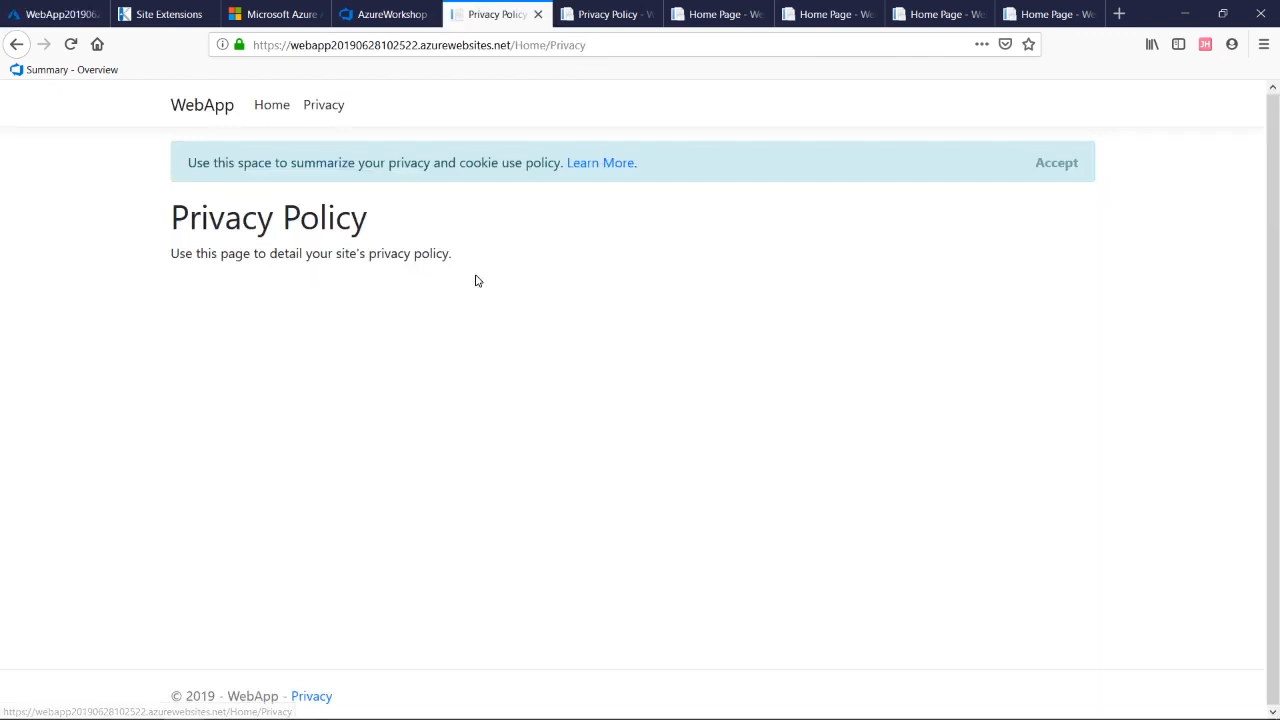 WebApp2019062
Site Extensions
Microsoft Azure
AzureWorkshop
Privacy Policy
Privacy Policy - W
Home Page - We
Home Page - We
Home Page - We
Home Page - We
https://webapp20190628102522.azurewebsites.net/Home/Privacy
JH
Summary - Overview
WebApp Home Privacy
Use this space to summarize your privacy and cookie use policy. Learn More.
Accept
Privacy Policy
Use this page to detail your site's privacy policy.
© 2019 - WebApp - Privacy
https://webapp20190628102522.azurewebsites.net/Home/Privacy